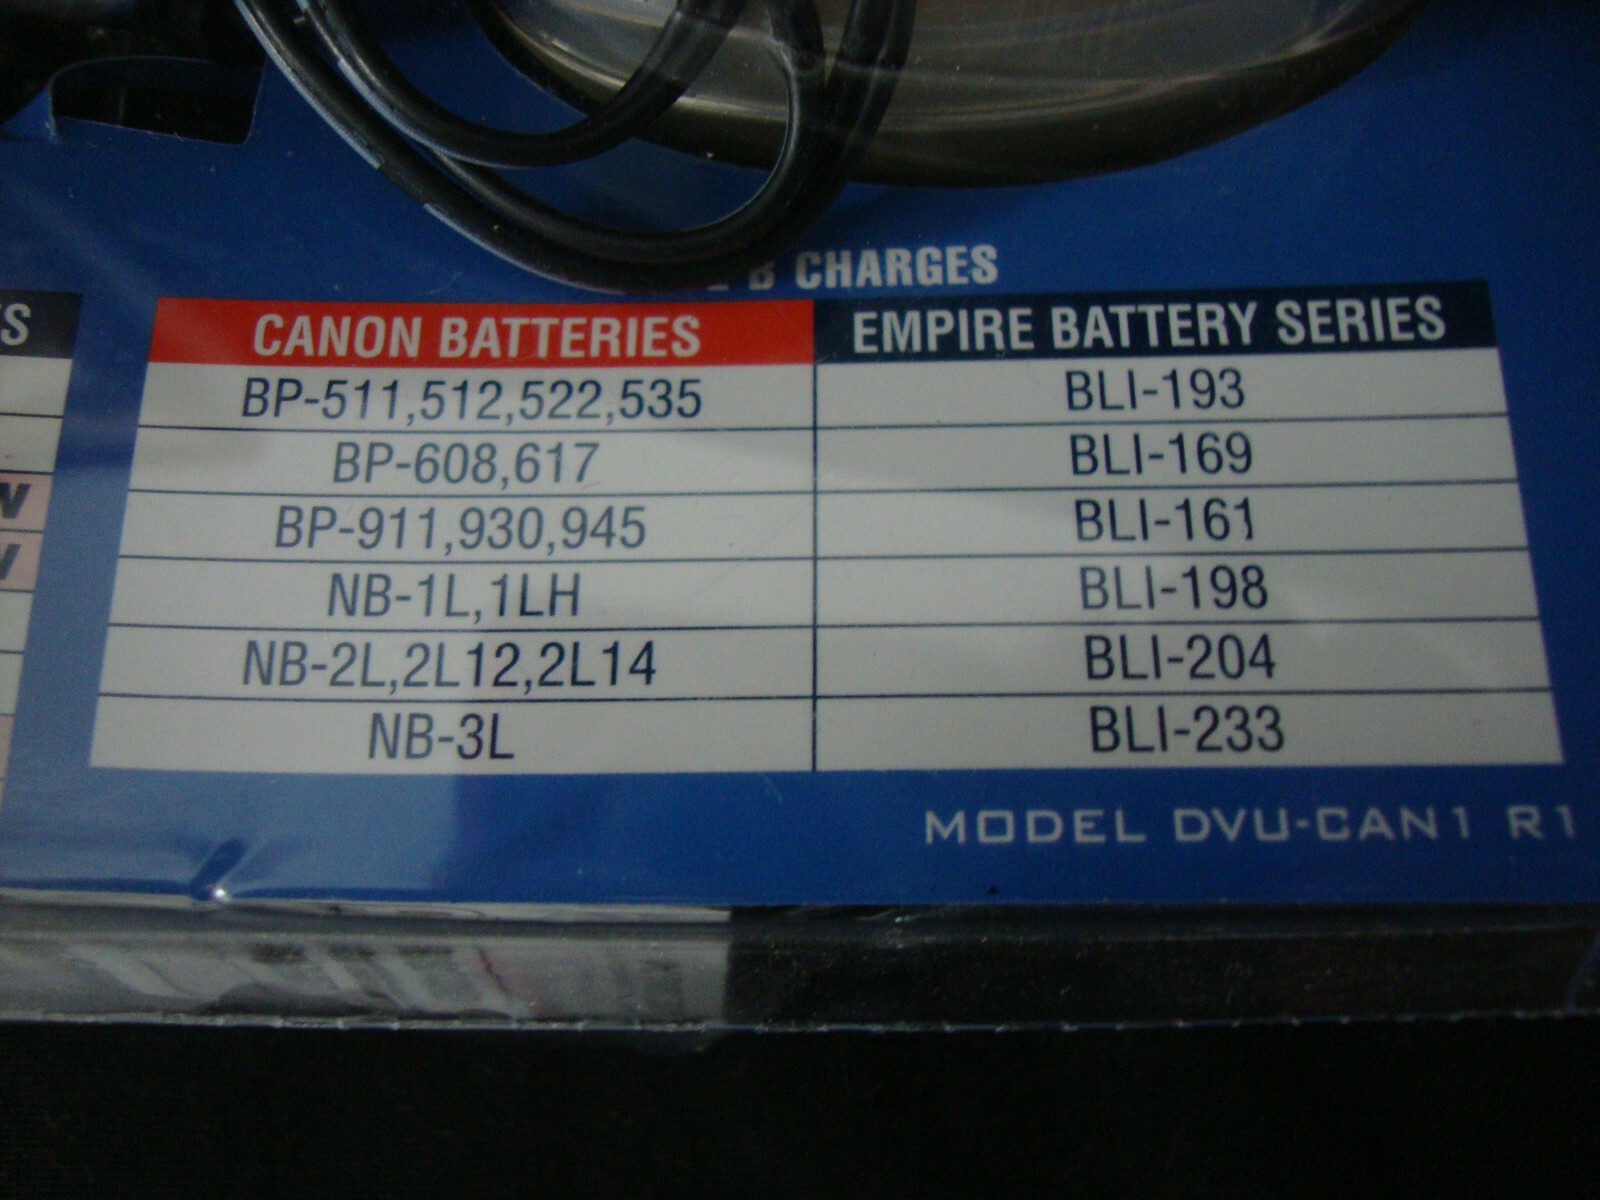 B CHARGES
CANON BATTERIES EMPIRE BATTERY SERIES
BP-511,512,522,535 BLI-193
BP-608,617 BLI-169
BP-911,930,945 BLI-161
NB-1L,1LH BLI-198
NB-2L,2L12,2L14 BLI-204
NB-3L BLI-233
MODEL DVU-CAN1 R1